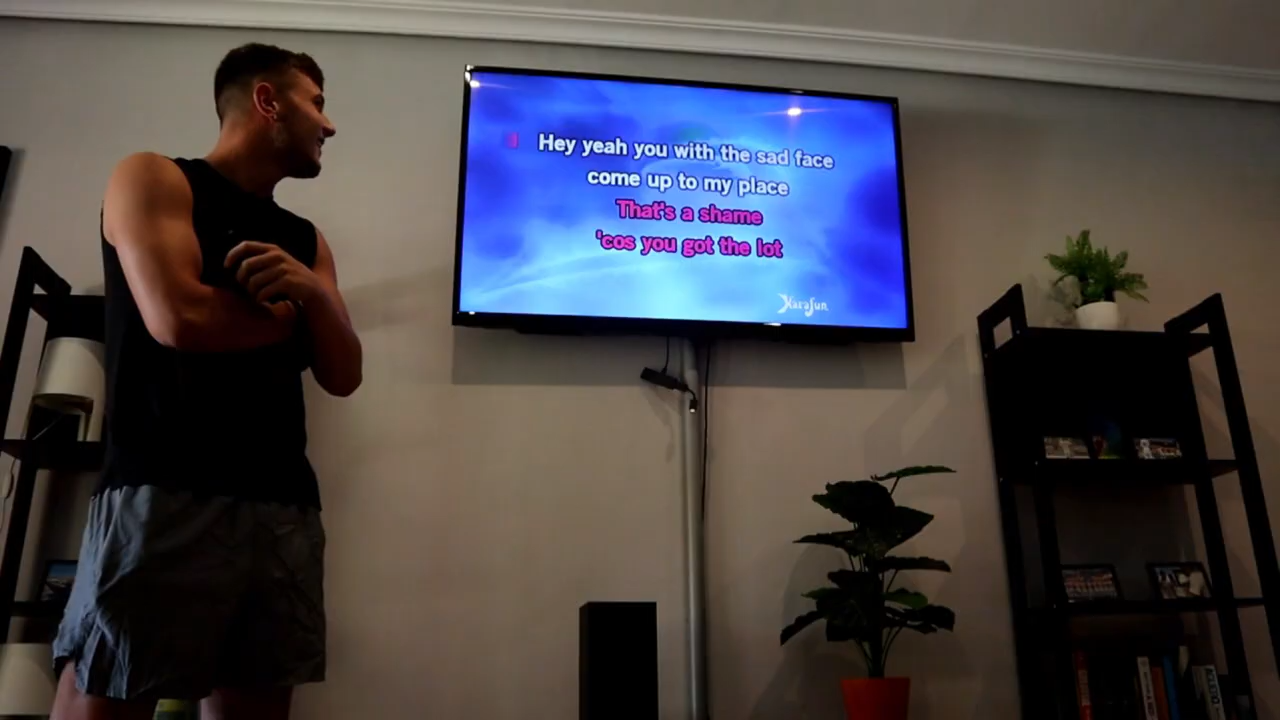 Hey yeah you with the sad face
come up to my place
That's a shame
'cos you got the lot
KaraFun